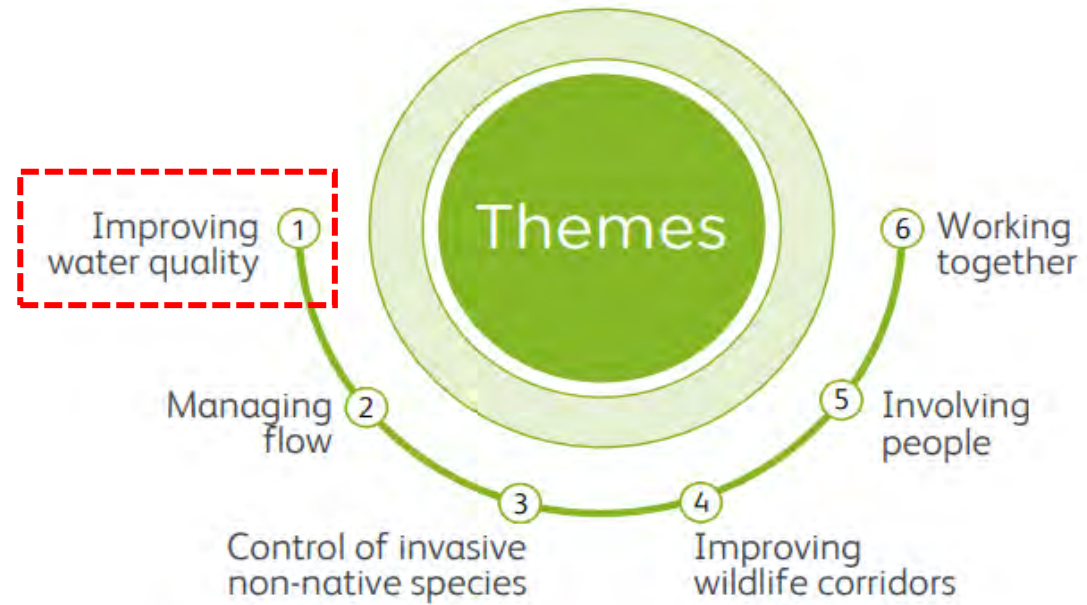 Themes
1
Improving
water quality
2
Managing
flow
3
Control of invasive
non-native species
4
Improving
wildlife corridors
5
Involving
people
6
Working
together